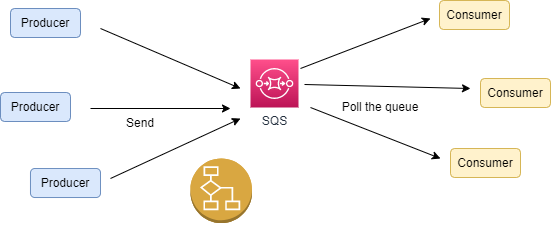 Producer
Consumer
Producer
Send
SQS
Poll the queue
Consumer
Producer
Consumer